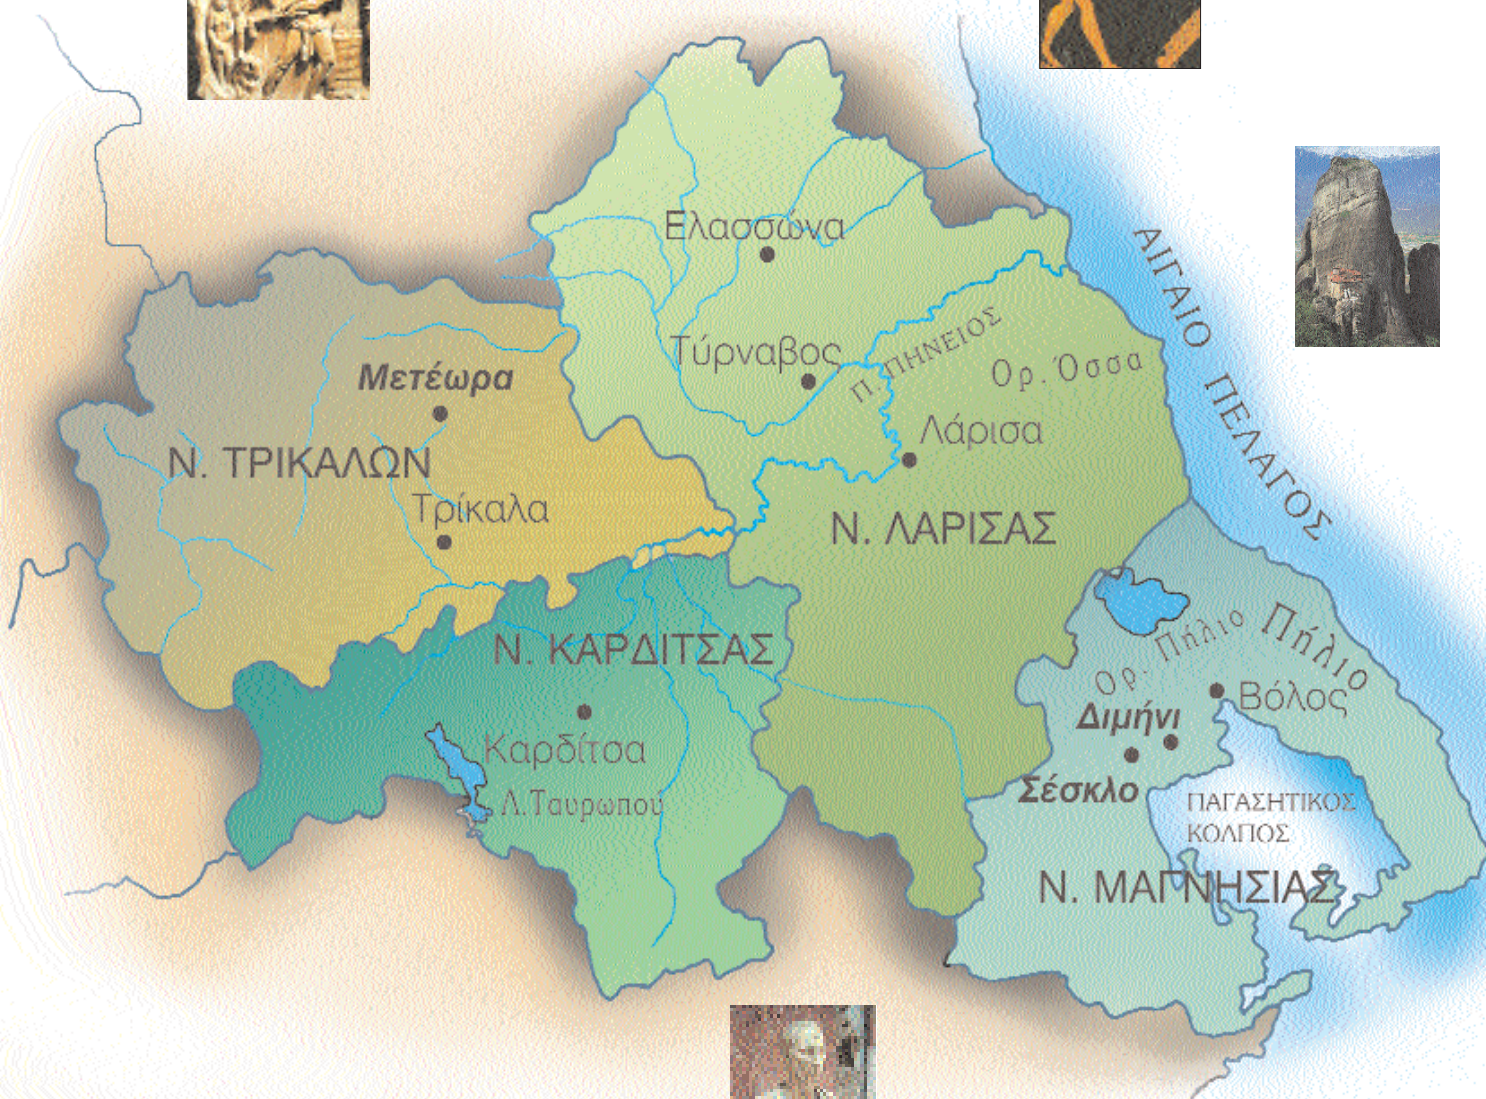 Ελασσώνα
ΑΙΓΑΙΟ ΠΕΛΑΓΟΣ
Τύρναβος
Π. ΠΗΝΕΙΟΣ
Ορ. Όσσα
Μετέωρα
Λάρισα
Ν. ΤΡΙΚΑΛΩΝ
Τρίκαλα
Ν. ΛΑΡΙΣΑΣ
Ν. ΚΑΡΔΙΤΣΑΣ
Ορ. Πήλιο
Πήλιο
Βόλος
Διμήνι
Καρδίτσα
Σέσκλο
Λ.Ταυρωπού
ΠΑΓΑΣΗΤΙΚΟΣ
ΚΟΛΠΟΣ
Ν. ΜΑΓΝΗΣΙΑΣ